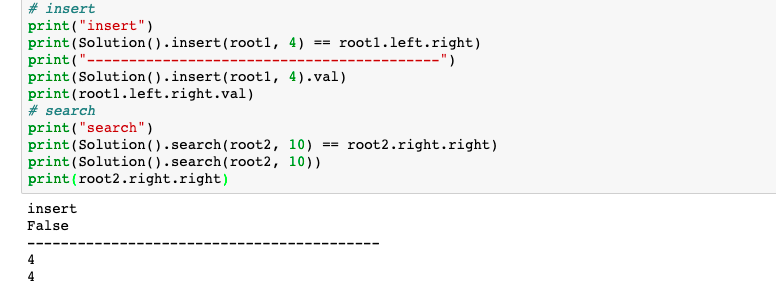 # insert
print("insert")
print(Solution().insert(root1, 4) == root1.left.right)
print("------------------------------------------")
print(Solution().insert(root1, 4).val)
print(root1.left.right.val)
# search
print("search")
print(Solution().search(root2, 10) == root2.right.right)
print(Solution().search(root2, 10))
print(root2.right.right)
insert
False
------------------------------------------
4
4